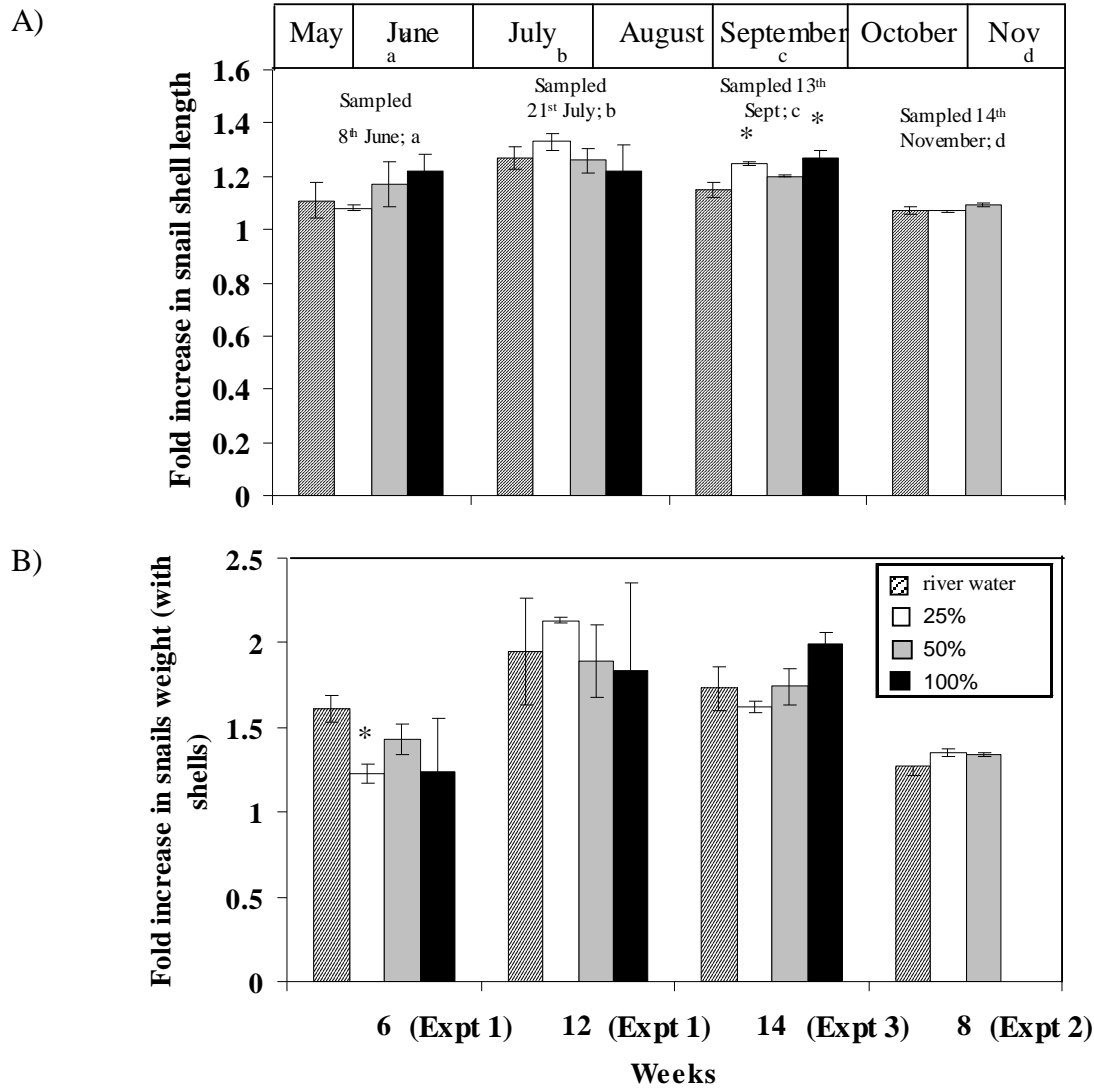 A)
May June July August September October Nov
a b c d
Fold increase in snail shell length
1.6
1.4
1.2
1
0.8
0.6
0.4
0.2
0
Sampled
8th June; a
Sampled
21st July; b
Sampled 13th
Sept; c
* *
Sampled 14th
November; d
B)
Fold increase in snails weight (with
shells)
2.5
2
1.5
1
0.5
0
*
river water
25%
50%
100%
6 (Expt 1) 12 (Expt 1) 14 (Expt 3) 8 (Expt 2)
Weeks